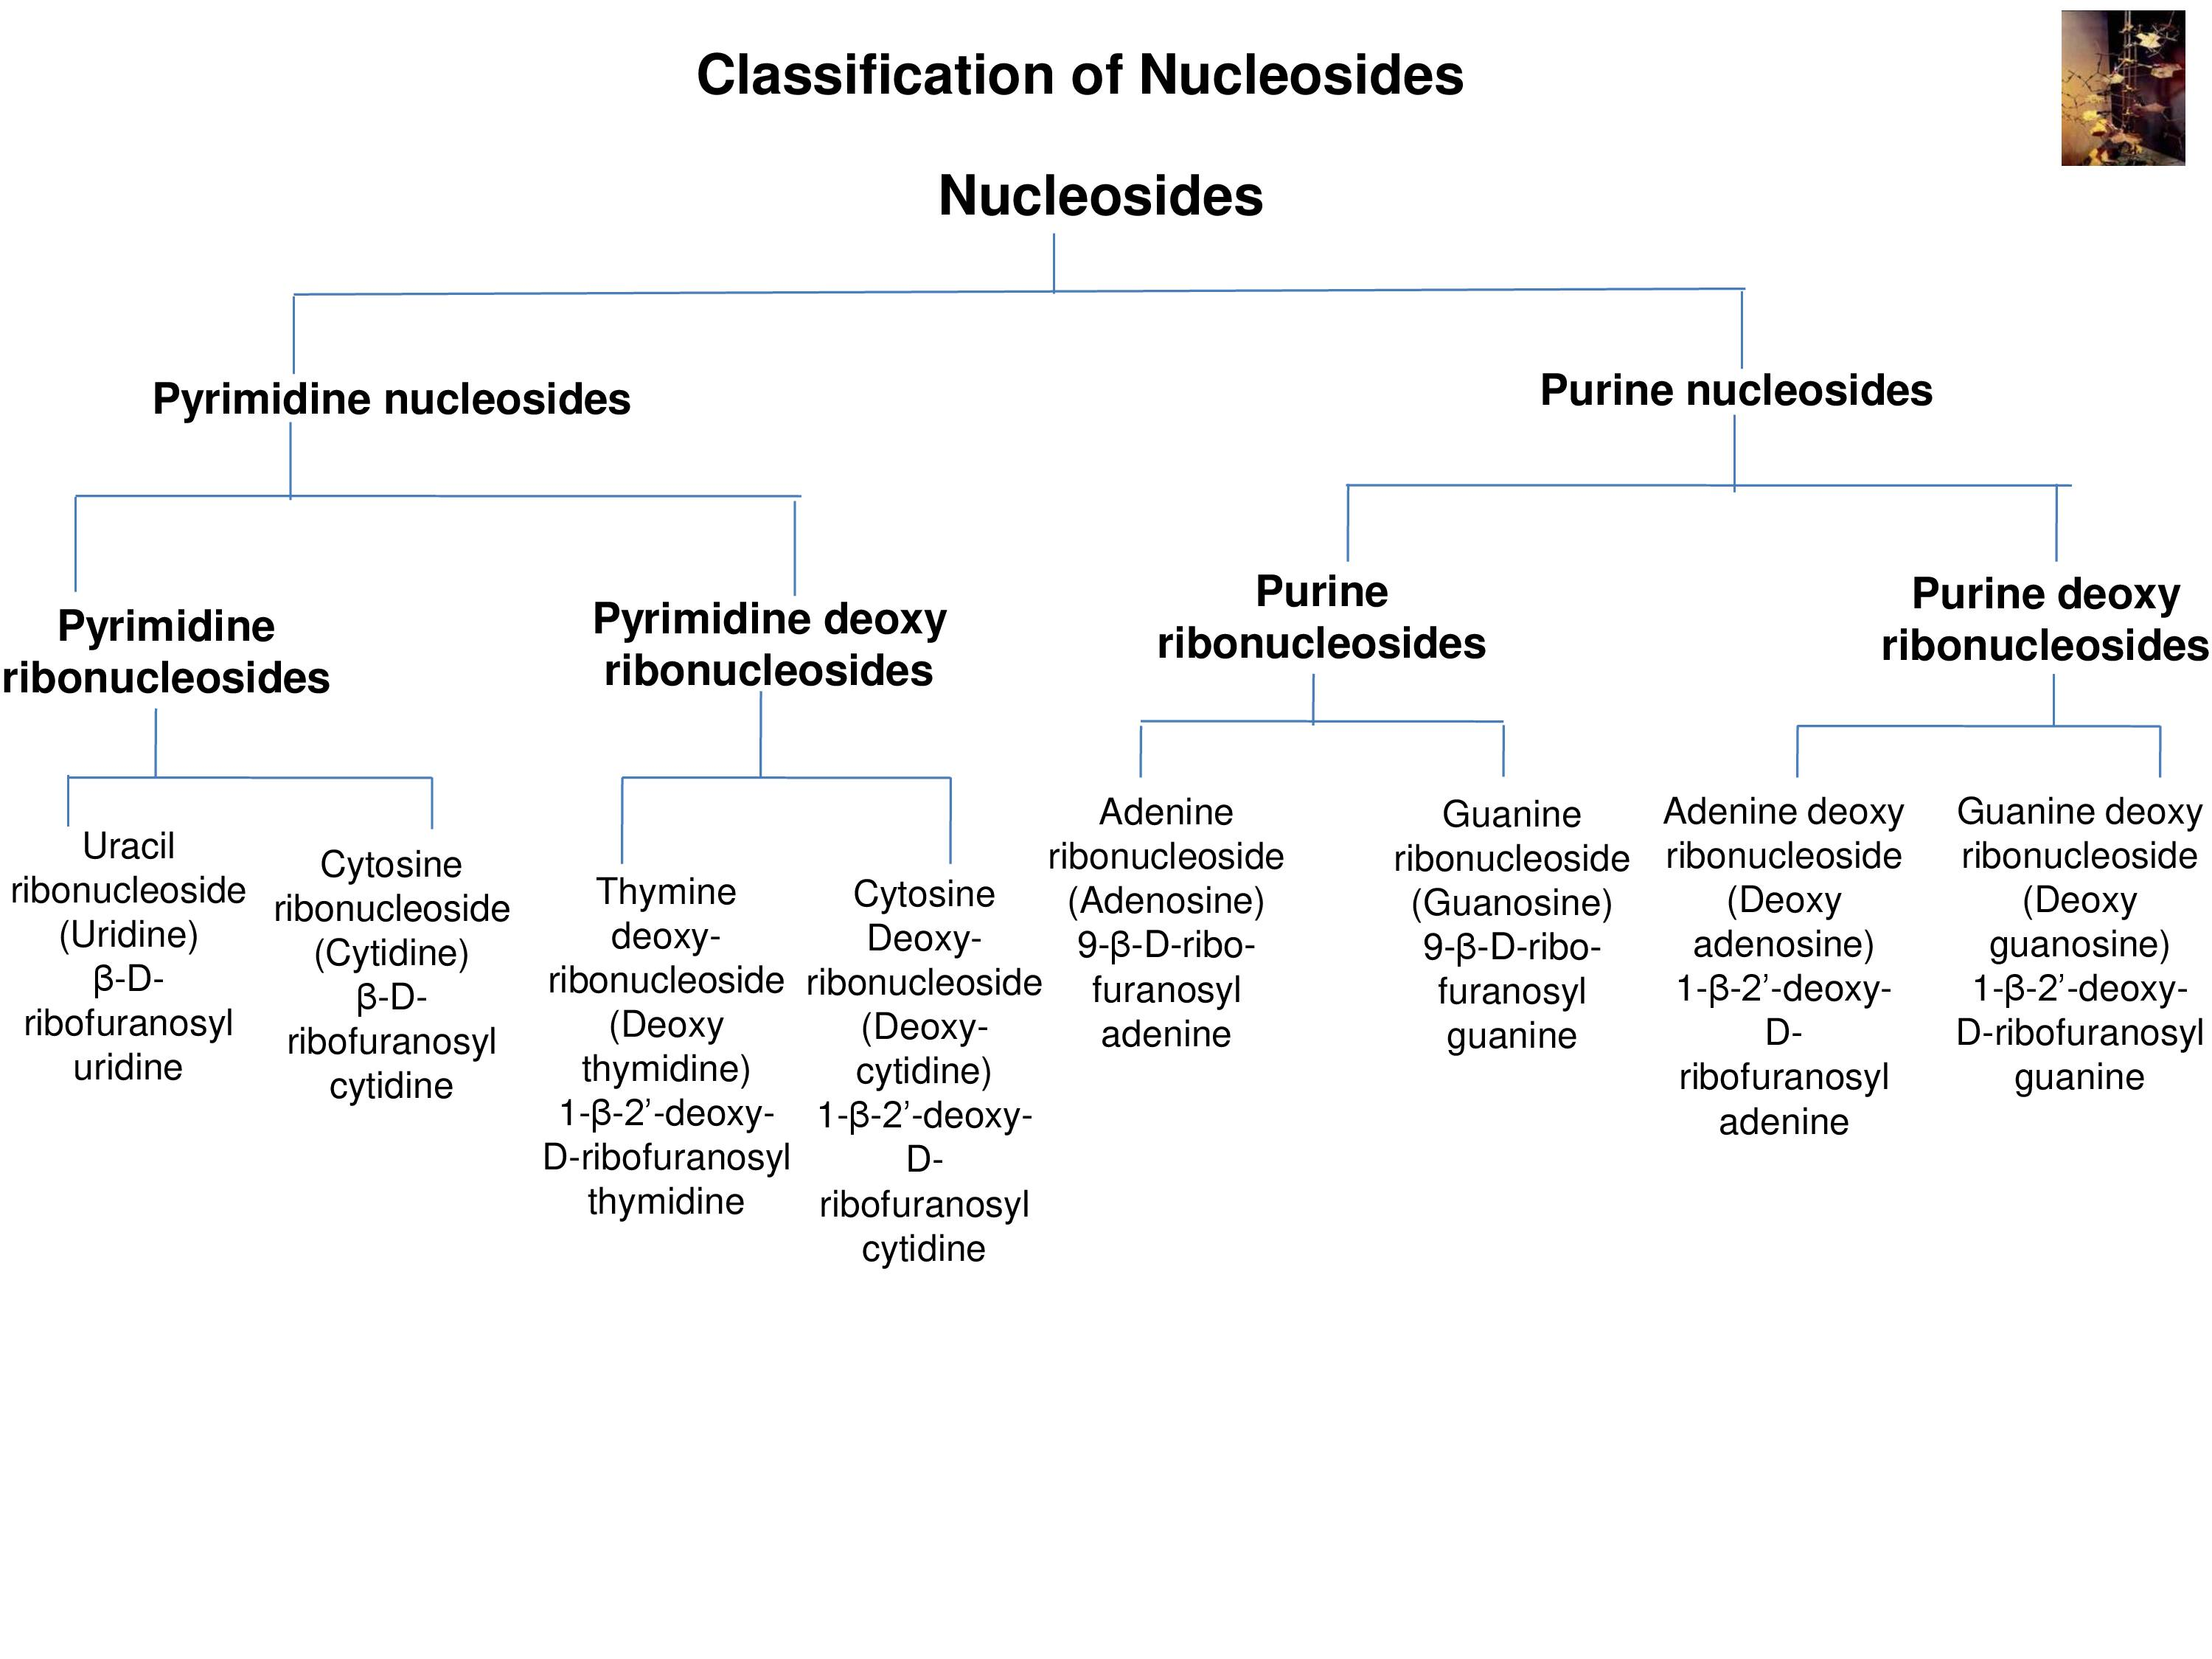 Classification of Nucleosides
Nucleosides
Pyrimidine nucleosides
Purine nucleosides
Pyrimidine
ribonucleosides
Pyrimidine deoxy
ribonucleosides
Purine
ribonucleosides
Purine deoxy
ribonucleosides
Uracil
ribonucleoside
(Uridine)
β-D-
ribofuranosyl
uridine
Cytosine
ribonucleoside
(Cytidine)
β-D-
ribofuranosyl
cytidine
Thymine
deoxy-
ribonucleoside
(Deoxy
thymidine)
1-β-2’-deoxy-
D-ribofuranosyl
thymidine
Cytosine
Deoxy-
ribonucleoside
(Deoxy-
cytidine)
1-β-2’-deoxy-
D-
ribofuranosyl
cytidine
Adenine
ribonucleoside
(Adenosine)
9-β-D-ribo-
furanosyl
adenine
Guanine
ribonucleoside
(Guanosine)
9-β-D-ribo-
furanosyl
guanine
Adenine deoxy
ribonucleoside
(Deoxy
adenosine)
1-β-2’-deoxy-
D-
ribofuranosyl
adenine
Guanine deoxy
ribonucleoside
(Deoxy
guanosine)
1-β-2’-deoxy-
D-ribofuranosyl
guanine